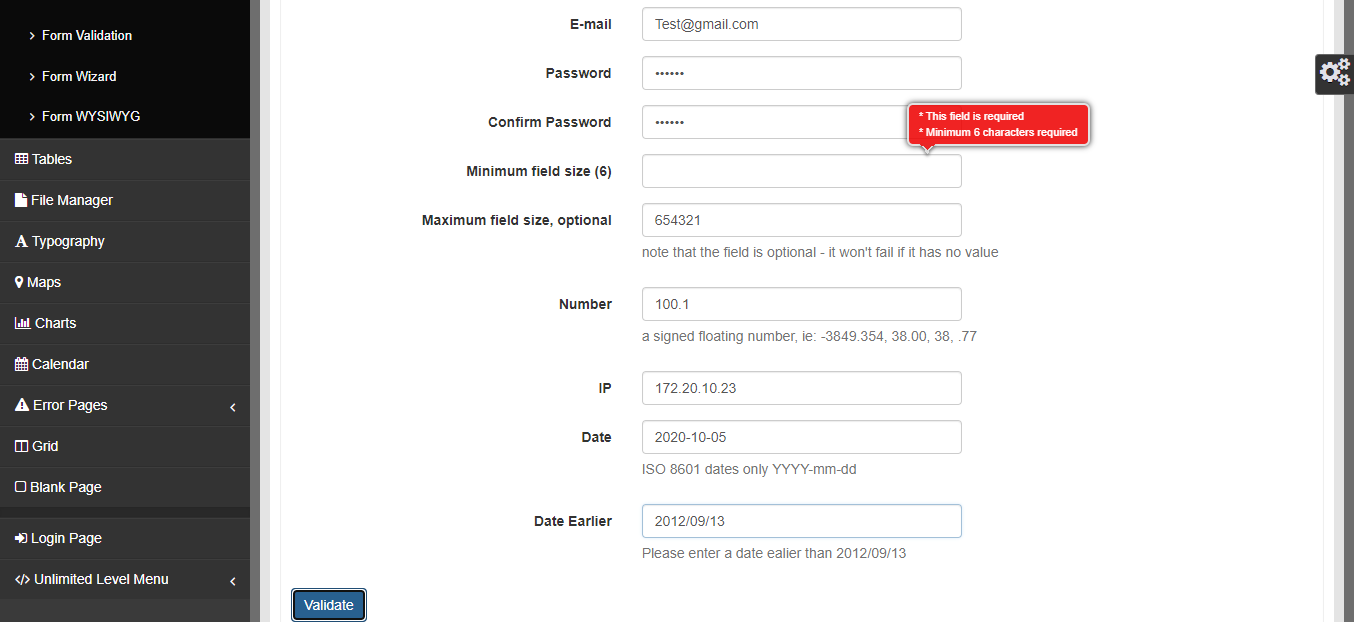 Form Validation
Form Wizard
Form WYSIWYG
Tables
File Manager
Typography
Maps
Charts
Calendar
Error Pages
Grid
Blank Page
Login Page
Unlimited Level Menu
E-mail Test@gmail.com
Password ••••••
Confirm Password ••••••
* This field is required
* Minimum 6 characters required
Minimum field size (6)
Maximum field size, optional 654321
note that the field is optional - it won't fail if it has no value
Number 100.1
a signed floating number, ie: -3849.354, 38.00, 38, .77
IP 172.20.10.23
Date 2020-10-05
ISO 8601 dates only YYYY-mm-dd
Date Earlier 2012/09/13
Please enter a date ealier than 2012/09/13
Validate